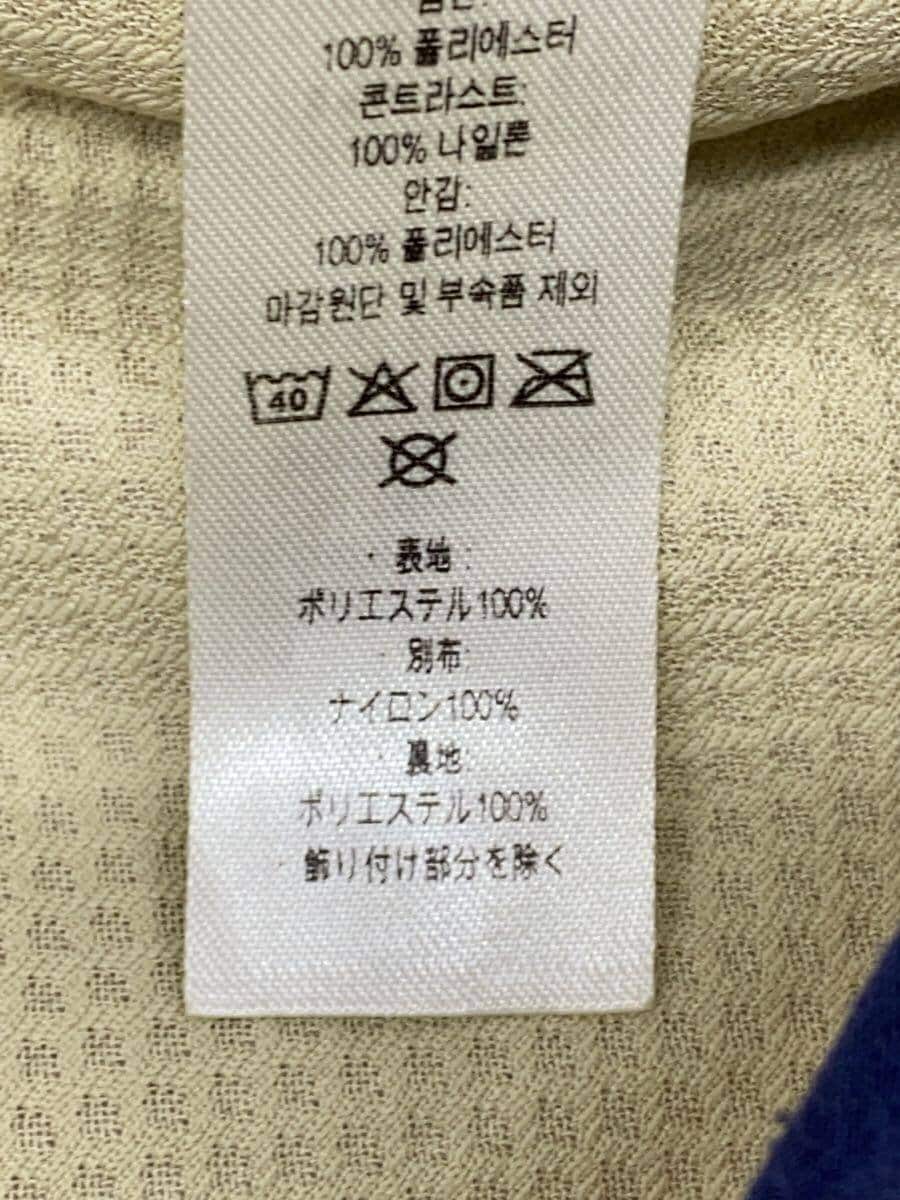 100% 폴리에스터
콘트라스트:
100% 나일론
안감:
100% 폴리에스터
마감원단 및 부속품 제외
40
· 表地 :
ポリエステル100%
· 別布:
ナイロン100%
· 裏地:
ポリエステル100%
· 飾り付け部分を除く